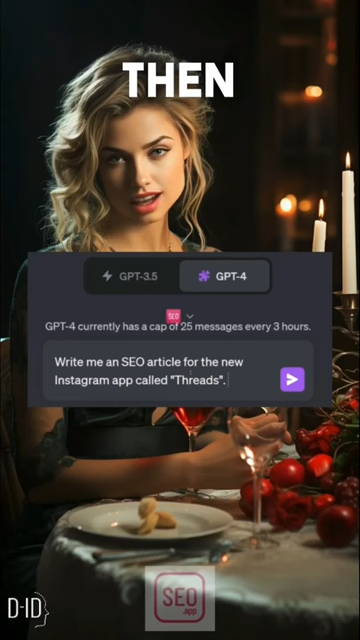 THEN
GPT-3.5
GPT-4
SEO
GPT-4 currently has a cap of 25 messages every 3 hours.
Write me an SEO article for the new
Instagram app called "Threads".
D-ID
SEO
.app